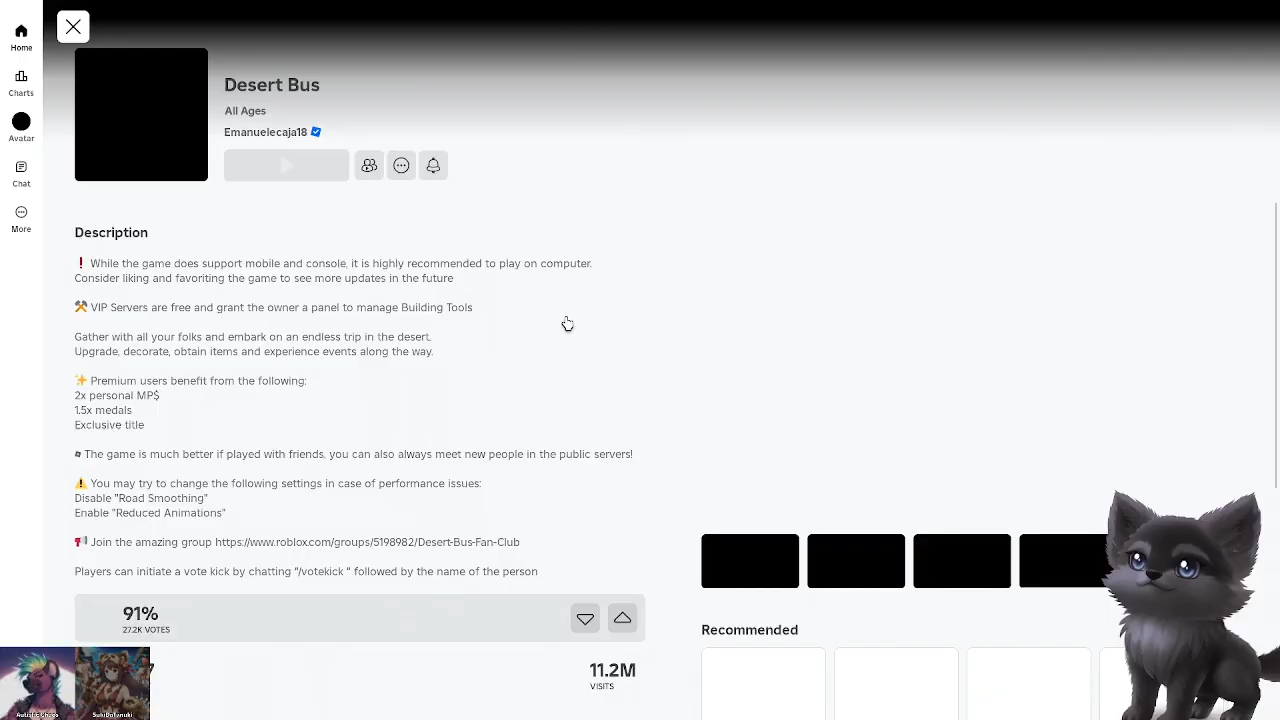 Home
Charts
Avatar
Chat
More
Desert Bus
All Ages
Emanuelecaja18
Description
❗ While the game does support mobile and console, it is highly recommended to play on computer.
Consider liking and favoriting the game to see more updates in the future
⚒️ VIP Servers are free and grant the owner a panel to manage Building Tools
Gather with all your folks and embark on an endless trip in the desert.
Upgrade, decorate, obtain items and experience events along the way.
✨ Premium users benefit from the following:
2x personal MP$
1.5x medals
Exclusive title
The game is much better if played with friends, you can also always meet new people in the public servers!
⚠️ You may try to change the following settings in case of performance issues:
Disable "Road Smoothing"
Enable "Reduced Animations"
📢 Join the amazing group https://www.roblox.com/groups/5198982/Desert-Bus-Fan-Club
Players can initiate a vote kick by chatting "/votekick " followed by the name of the person
91%
27.2K VOTES
11.2M
VISITS
Recommended
SukiDaTanuki